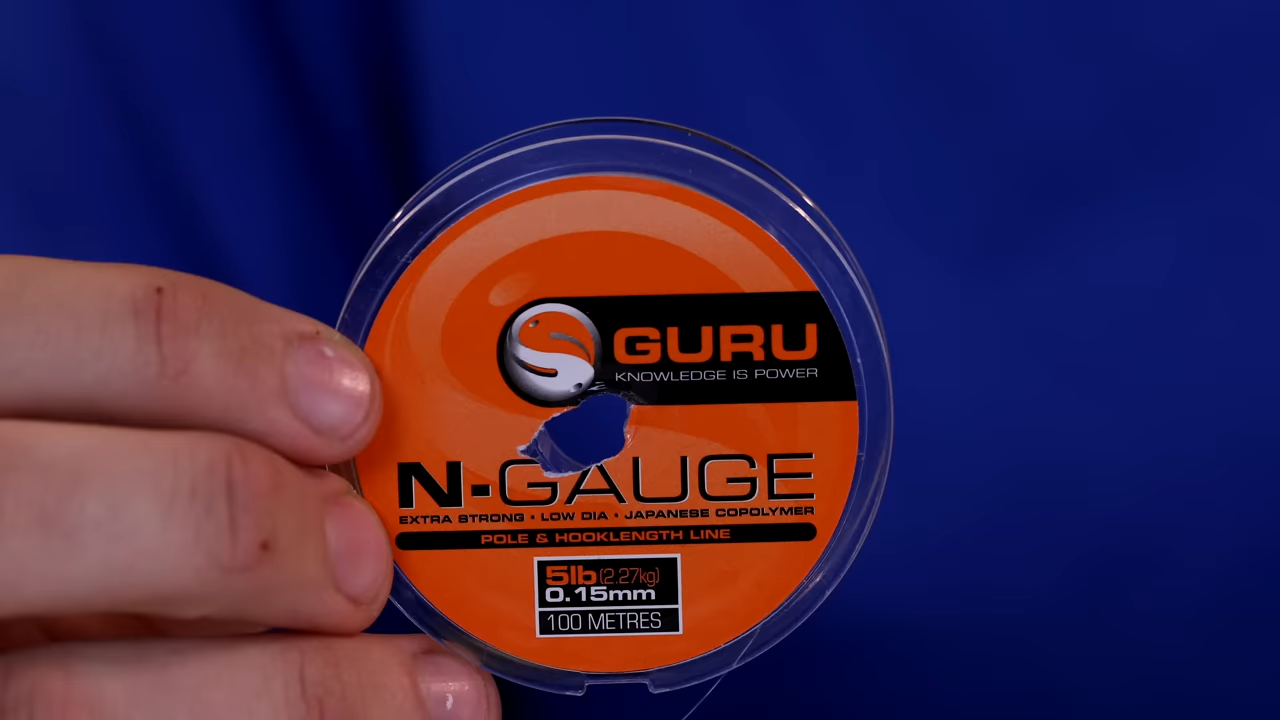 GURU
KNOWLEDGE IS POWER
N-GAUGE
EXTRA STRONG • LOW DIA • JAPANESE COPOLYMER
POLE & HOOKLENGTH LINE
5lb (2.27kg)
0.15mm
100 METRES